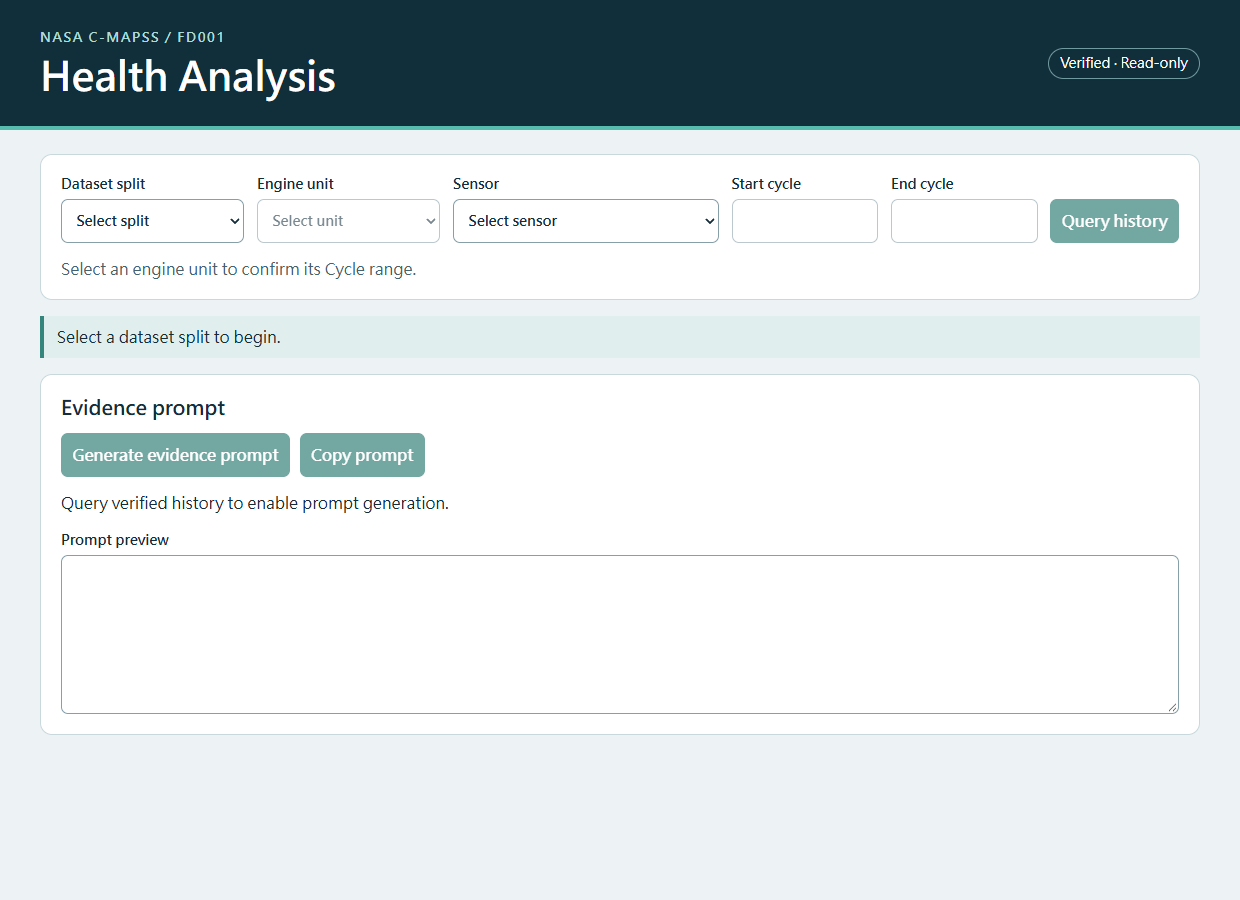 NASA C-MAPSS / FD001
Health Analysis
Verified · Read-only
Dataset split
Engine unit
Sensor
Start cycle
End cycle
Select split
Select unit
Select sensor
Query history
Select an engine unit to confirm its Cycle range.
Select a dataset split to begin.
Evidence prompt
Generate evidence prompt
Copy prompt
Query verified history to enable prompt generation.
Prompt preview